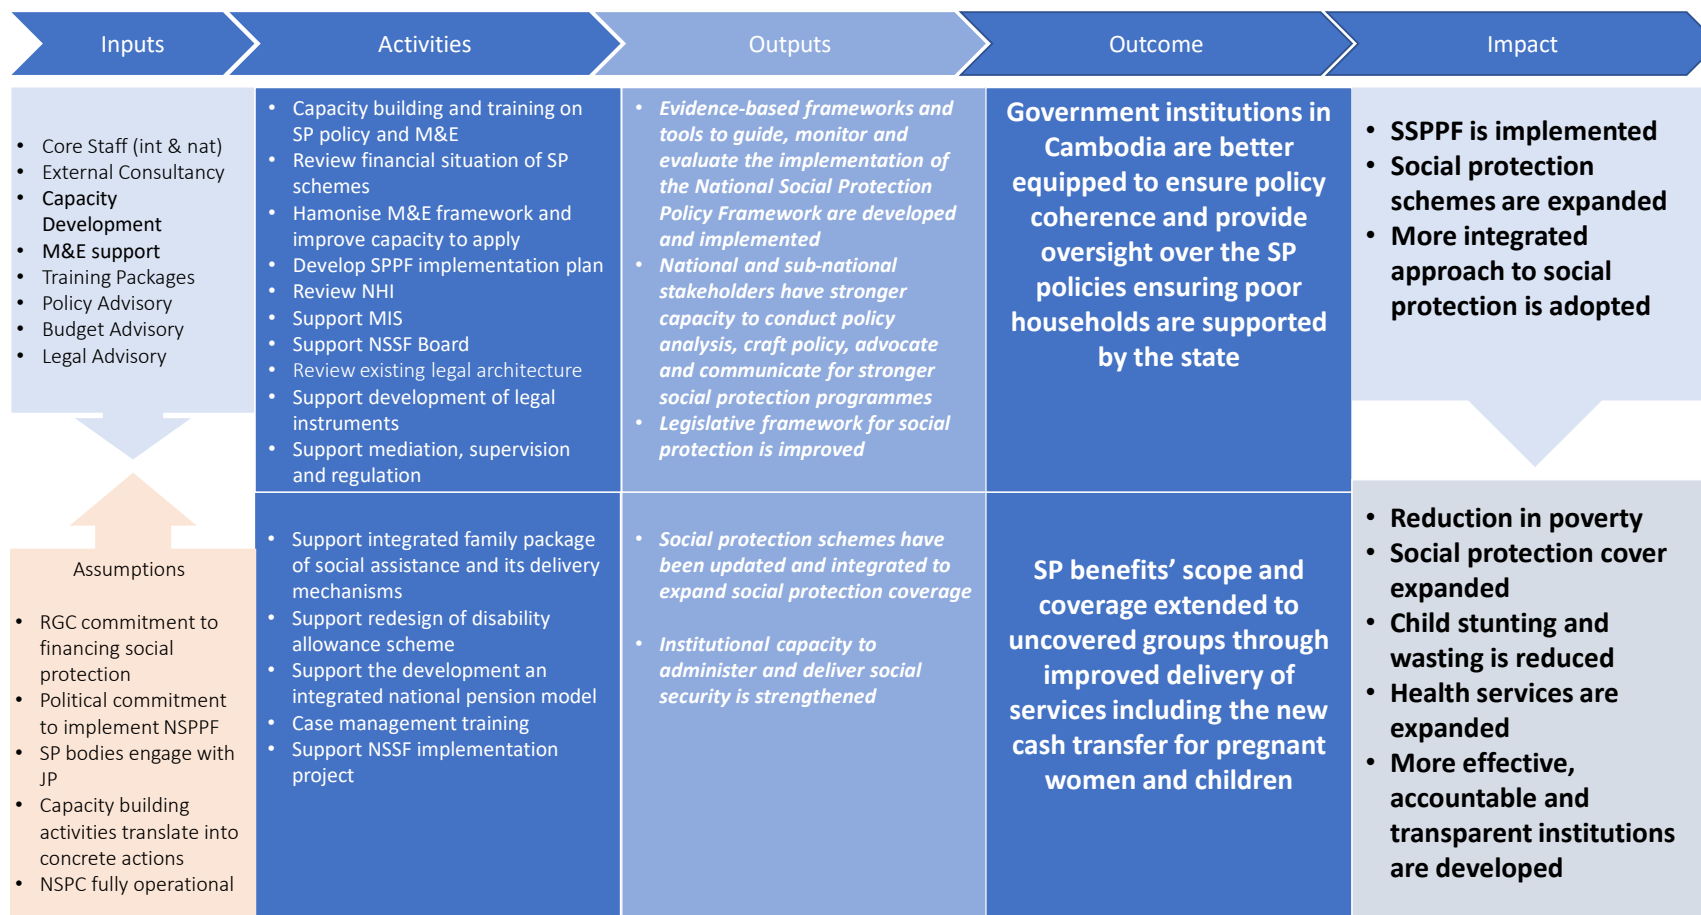 Inputs
Activities
Outputs
Outcome
Impact
• Core Staff (int & nat)
• External Consultancy
• Capacity
Development
• M&E support
• Training Packages
• Policy Advisory
• Budget Advisory
• Legal Advisory
Assumptions
• RGC commitment to
financing social
protection
• Political commitment
to implement NSPPF
• SP bodies engage with
JP
• Capacity building
activities translate into
concrete actions
• NSPC fully operational
• Capacity building and training on
SP policy and M&E
• Review financial situation of SP
schemes
• Hamonise M&E framework and
improve capacity to apply
• Develop SPPF implementation plan
• Review NHI
• Support MIS
• Support NSSF Board
• Review existing legal architecture
• Support development of legal
instruments
• Support mediation, supervision
and regulation
• Support integrated family package
of social assistance and its delivery
mechanisms
• Support redesign of disability
allowance scheme
• Support the development an
integrated national pension model
• Case management training
• Support NSSF implementation
project
• Evidence-based frameworks and
tools to guide, monitor and
evaluate the implementation of
the National Social Protection
Policy Framework are developed
and implemented
• National and sub-national
stakeholders have stronger
capacity to conduct policy
analysis, craft policy, advocate
and communicate for stronger
social protection programmes
• Legislative framework for social
protection is improved
• Social protection schemes have
been updated and integrated to
expand social protection coverage
• Institutional capacity to
administer and deliver social
security is strengthened
Government institutions in
Cambodia are better
equipped to ensure policy
coherence and provide
oversight over the SP
policies ensuring poor
households are supported
by the state
SP benefits’ scope and
coverage extended to
uncovered groups through
improved delivery of
services including the new
cash transfer for pregnant
women and children
• SSPPF is implemented
• Social protection
schemes are expanded
• More integrated
approach to social
protection is adopted
• Reduction in poverty
• Social protection cover
expanded
• Child stunting and
wasting is reduced
• Health services are
expanded
• More effective,
accountable and
transparent institutions
are developed